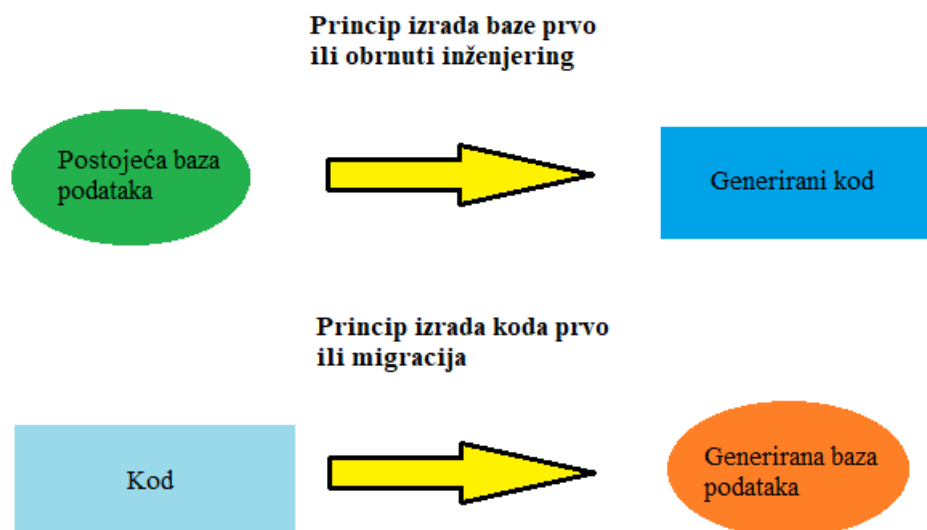 Princip izrada baze prvo
ili obrnuti inženjering
Postojeća baza
podataka
Generirani kod
Princip izrada koda prvo
ili migracija
Kod
Generirana baza
podataka